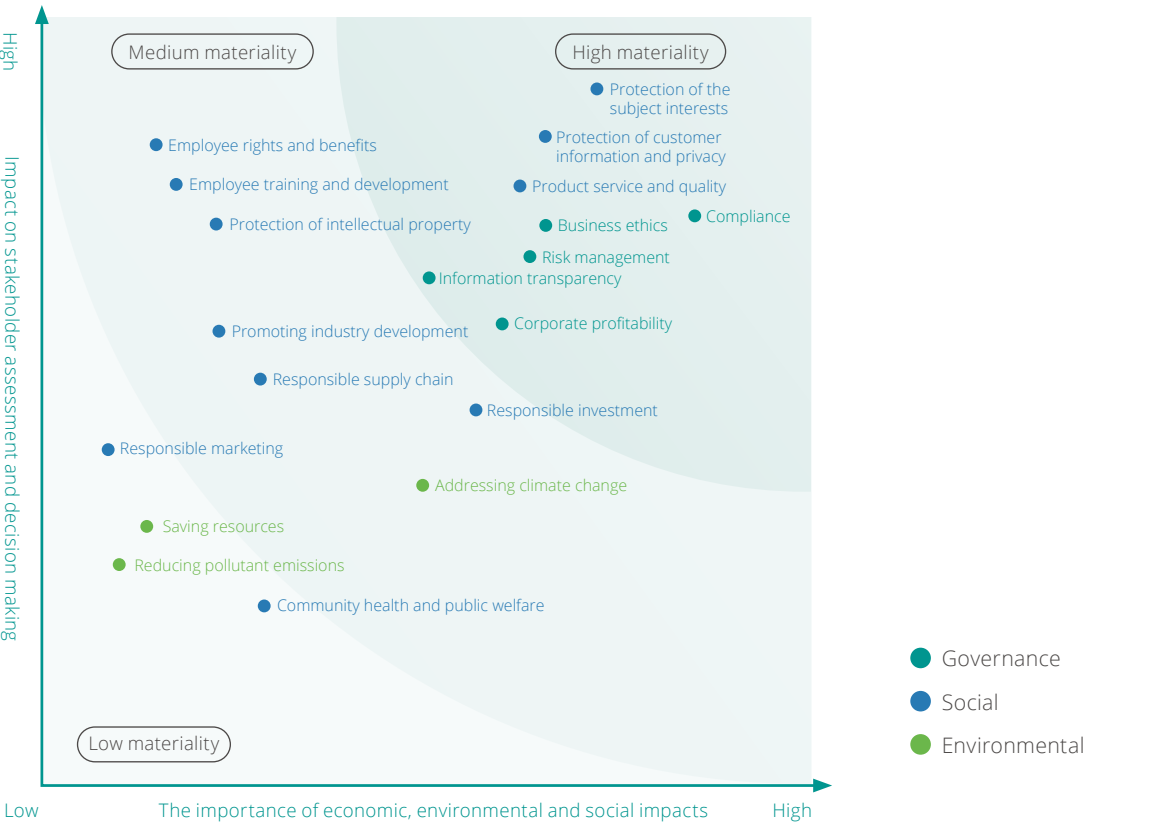 High
Impact on stakeholder assessment and decision making
Medium materiality
High materiality
Protection of the
subject interests
Protection of customer
information and privacy
Employee rights and benefits
Employee training and development
Product service and quality
Protection of intellectual property
Compliance
Business ethics
Risk management
Information transparency
Corporate profitability
Promoting industry development
Responsible supply chain
Responsible investment
Responsible marketing
Addressing climate change
Saving resources
Reducing pollutant emissions
Community health and public welfare
Low materiality
Governance
Social
Environmental
Low
The importance of economic, environmental and social impacts
High